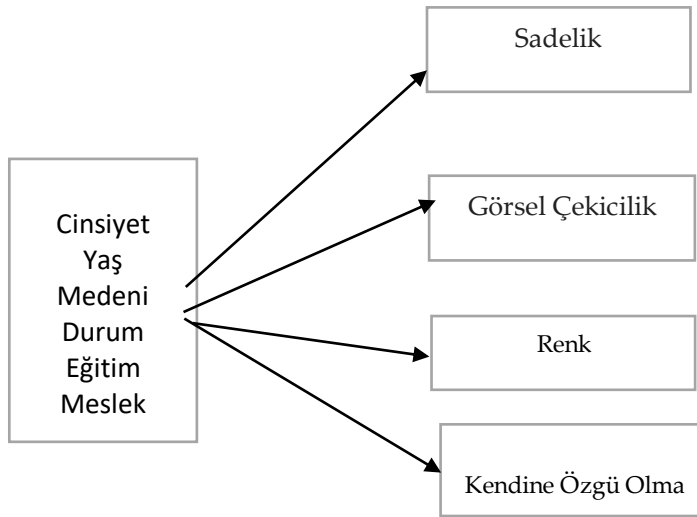 Cinsiyet
Yaş
Medeni
Durum
Eğitim
Meslek
Sadelik
Görsel Çekicilik
Renk
Kendine Özgü Olma